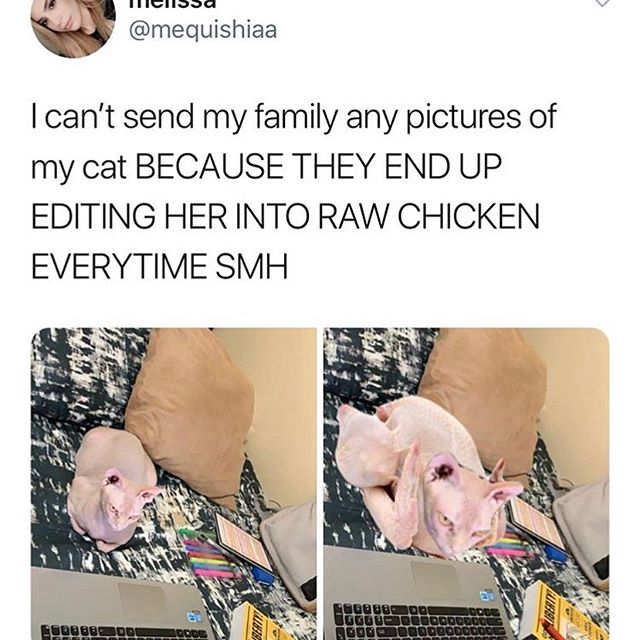 melissa
@mequishiaa
I can’t send my family any pictures of
my cat BECAUSE THEY END UP
EDITING HER INTO RAW CHICKEN
EVERYTIME SMH